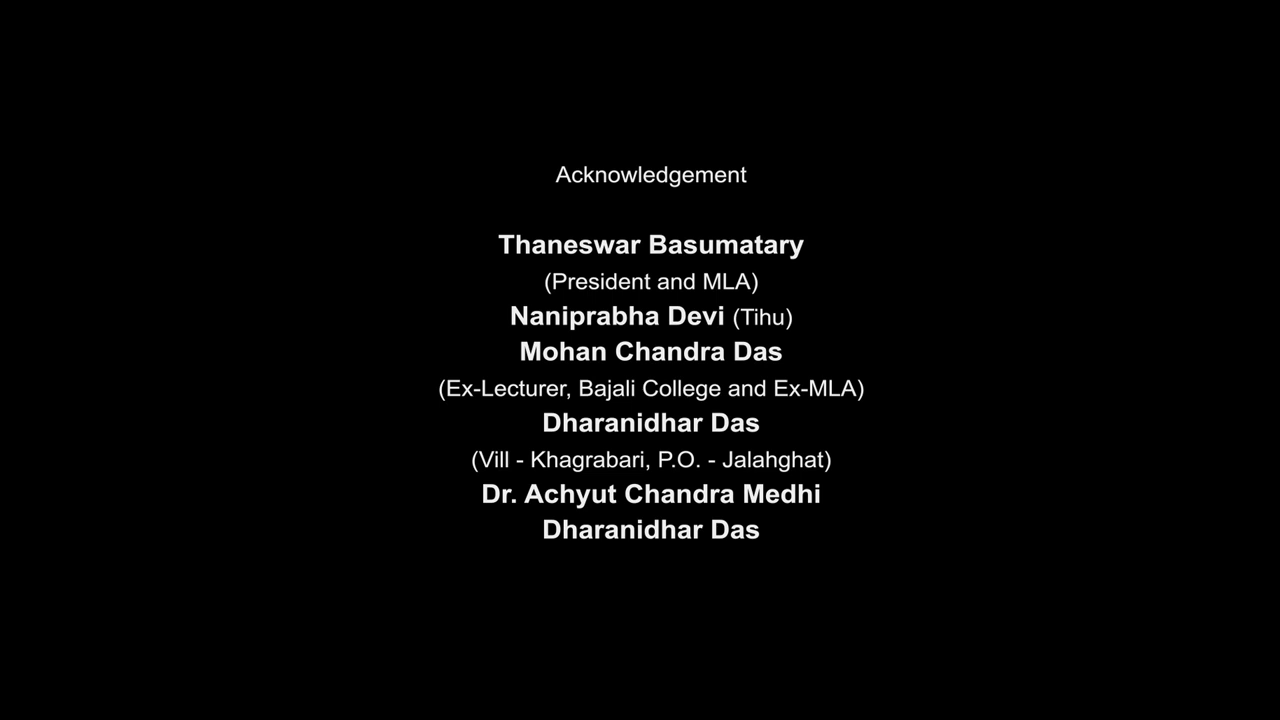 Acknowledgement
Thaneswar Basumatary
(President and MLA)
Naniprabha Devi (Tihu)
Mohan Chandra Das
(Ex-Lecturer, Bajali College and Ex-MLA)
Dharanidhar Das
(Vill - Khagrabari, P.O. - Jalahghat)
Dr. Achyut Chandra Medhi
Dharanidhar Das